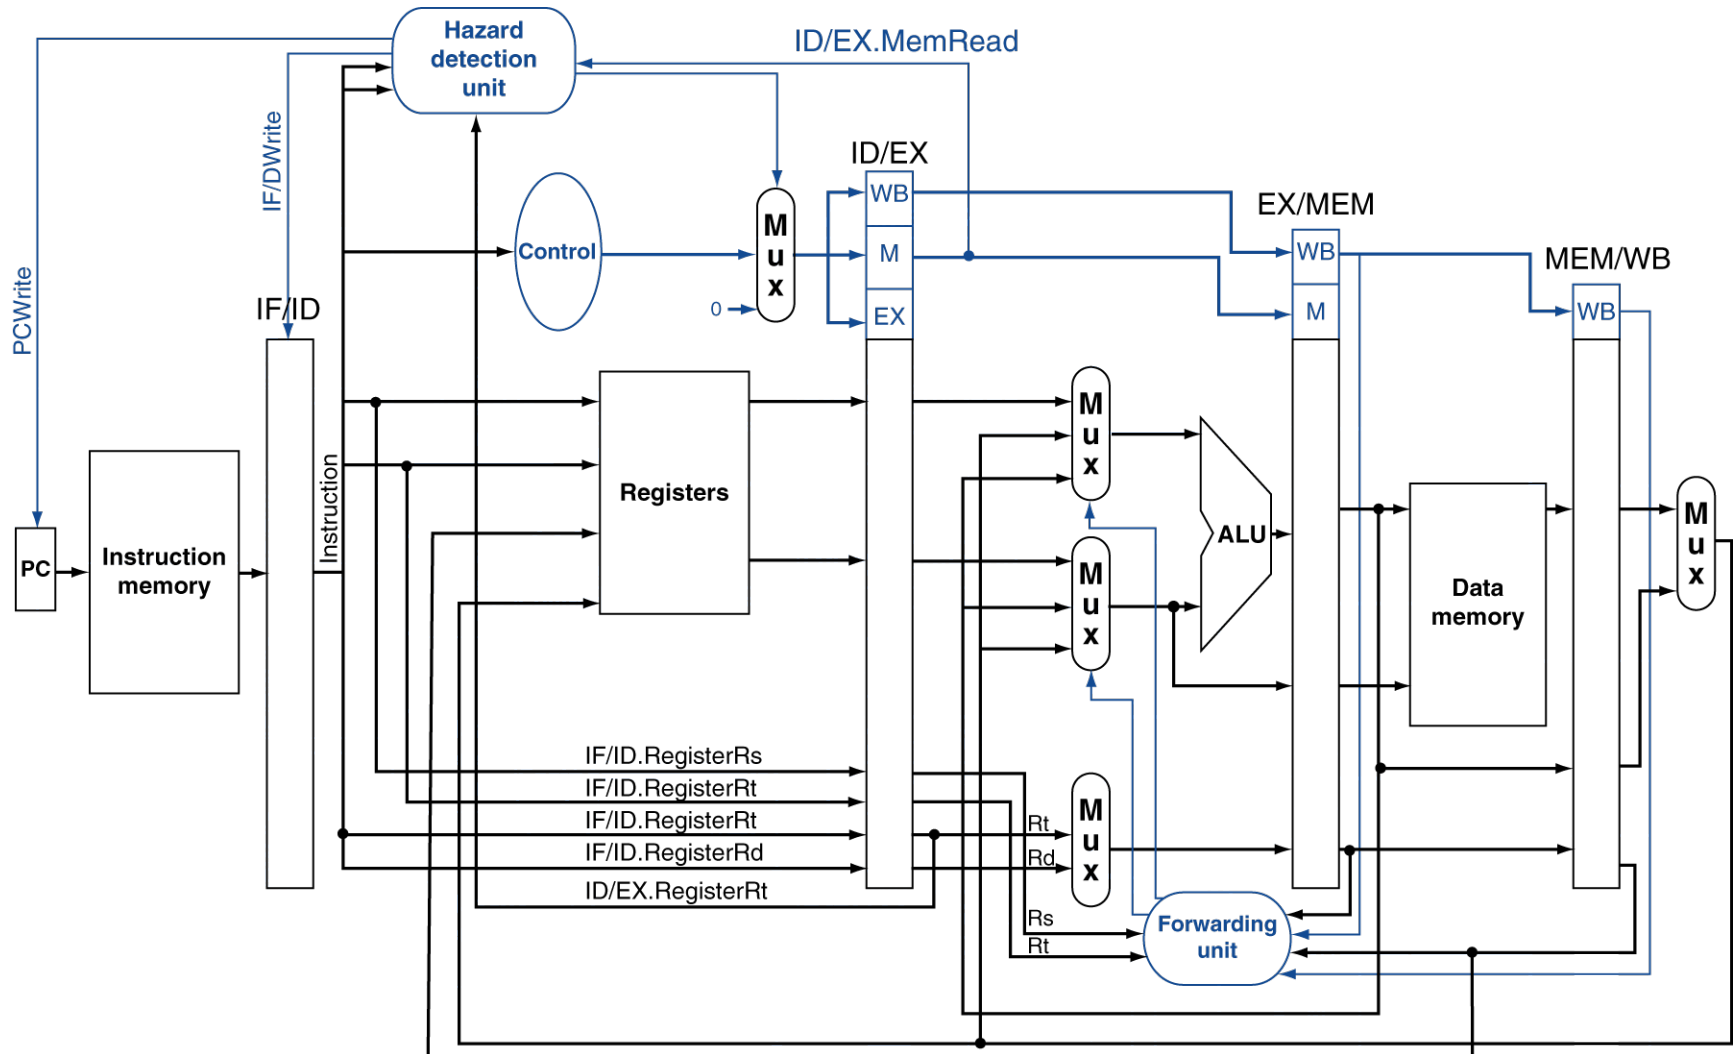 Hazard
detection
unit
ID/EX.MemRead
IF/DWrite
PCWrite
ID/EX
WB
M
EX
EX/MEM
WB
M
MEM/WB
WB
Control
M
u
x
0
IF/ID
Instruction
PC
Instruction
memory
Registers
M
u
x
M
u
x
ALU
Data
memory
M
u
x
IF/ID.RegisterRs
IF/ID.RegisterRt
IF/ID.RegisterRt
IF/ID.RegisterRd
ID/EX.RegisterRt
Rt
Rd
M
u
x
Rs
Rt
Forwarding
unit